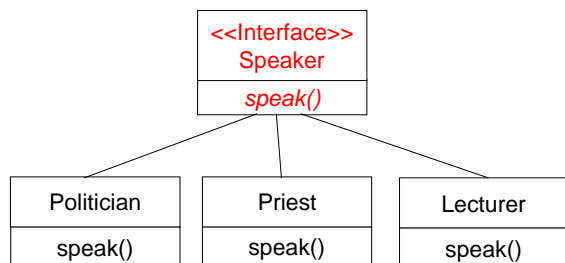 <<Interface>>
Speaker
speak()
Politician
Priest
Lecturer
speak()
speak()
speak()